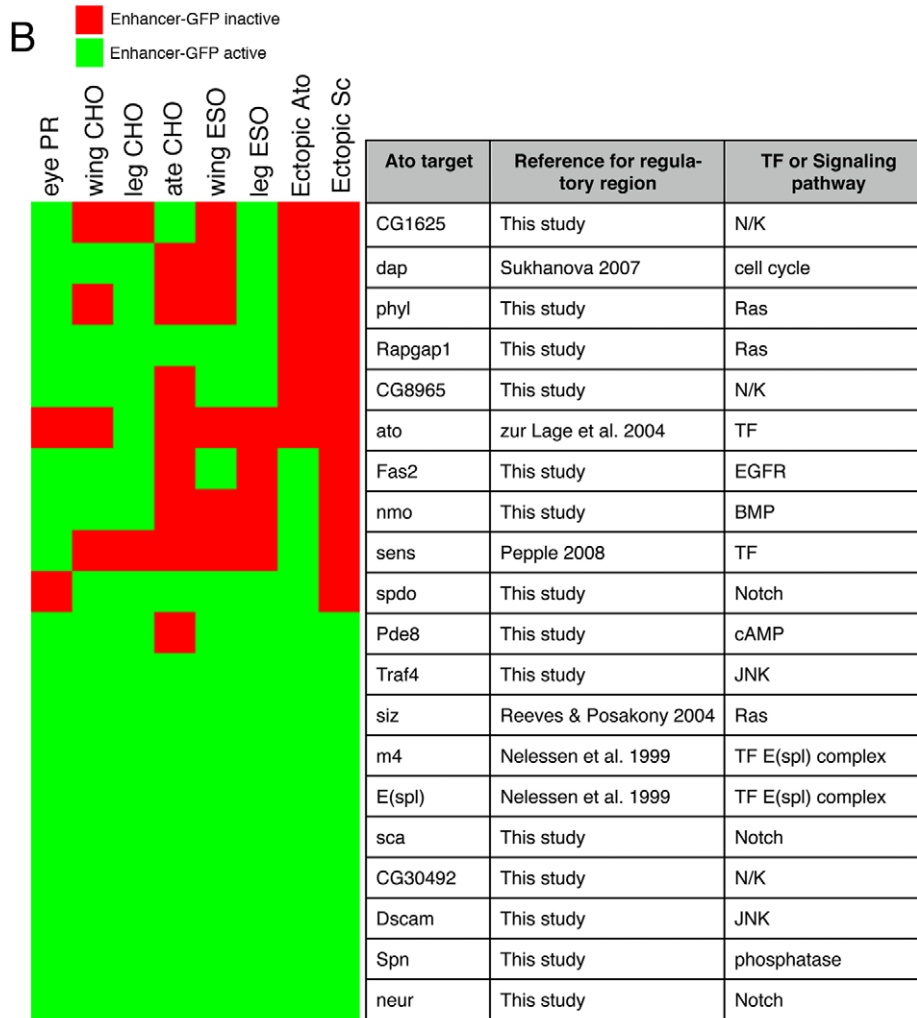 B
Enhancer-GFP inactive
Enhancer-GFP active
eye PR
wing CHO
leg CHO
ate CHO
wing ESO
leg ESO
Ectopic Ato
Ectopic Sc
Ato target Reference for regula- TF or Signaling
tory region pathway
CG1625 This study N/K
dap Sukhanova 2007 cell cycle
phyl This study Ras
Rapgap1 This study Ras
CG8965 This study N/K
ato zur Lage et al. 2004 TF
Fas2 This study EGFR
nmo This study BMP
sens Pepple 2008 TF
spdo This study Notch
Pde8 This study cAMP
Traf4 This study JNK
siz Reeves & Posakony 2004 Ras
m4 Nelessen et al. 1999 TF E(spl) complex
E(spl) Nelessen et al. 1999 TF E(spl) complex
sca This study Notch
CG30492 This study N/K
Dscam This study JNK
Spn This study phosphatase
neur This study Notch